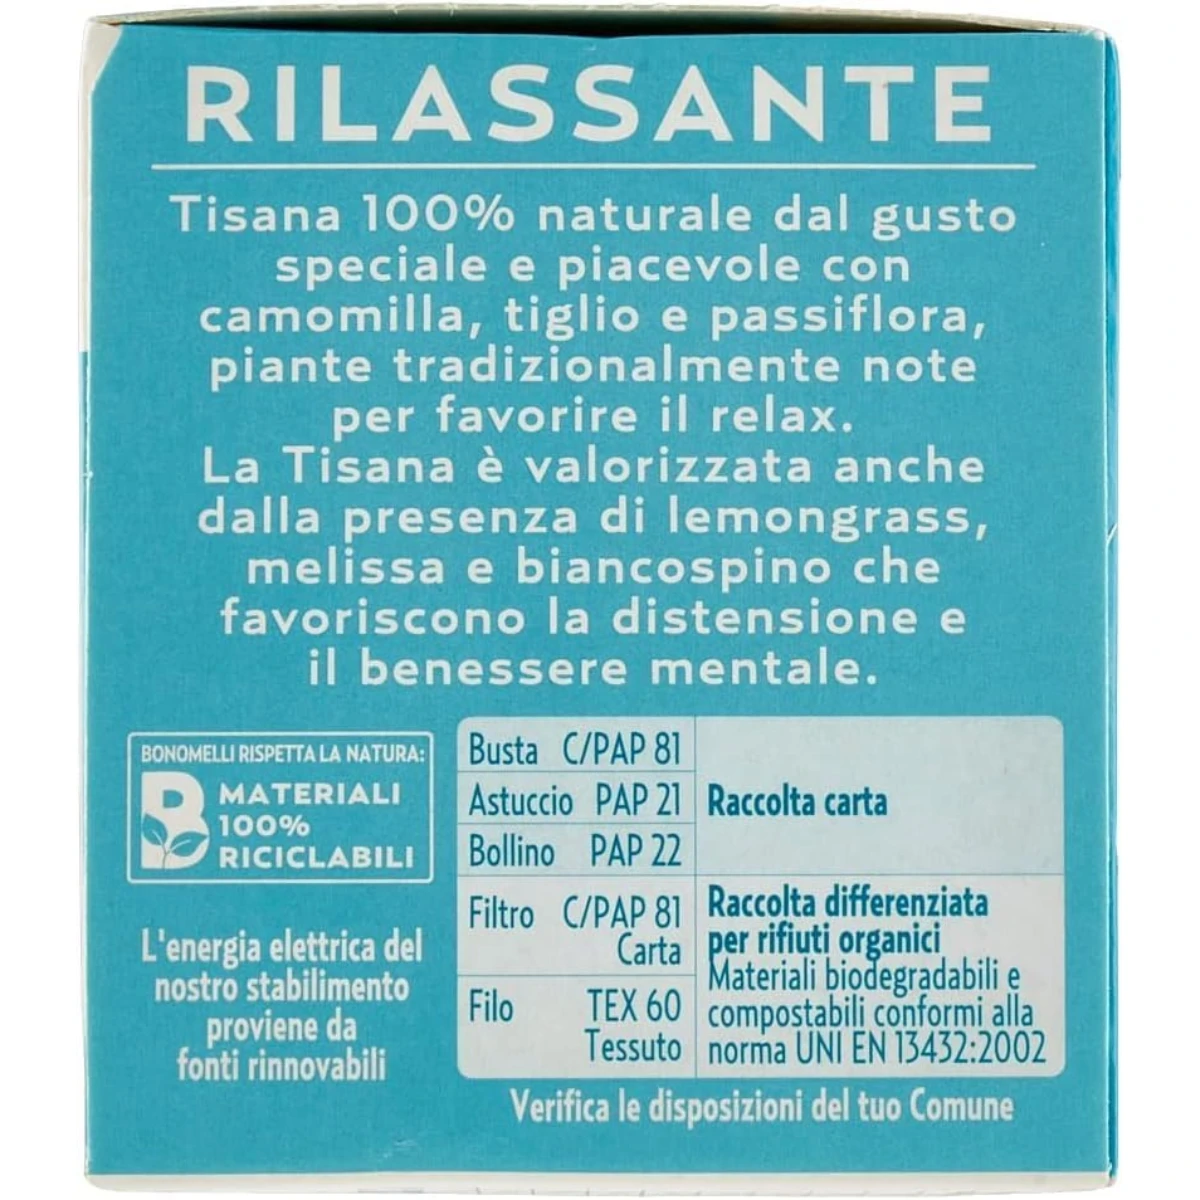 RILASSANTE
Tisana 100% naturale dal gusto
speciale e piacevole con
camomilla, tiglio e passiflora,
piante tradizionalmente note
per favorire il relax.
La Tisana è valorizzata anche
dalla presenza di lemongrass,
melissa e biancospino che
favoriscono la distensione e
il benessere mentale.
BONOMELLI RISPETTA LA NATURA:
B MATERIALI
100%
RICICLABILI
L'energia elettrica del
nostro stabilimento
proviene da
fonti rinnovabili
Busta C/PAP 81
Astuccio PAP 21
Bollino PAP 22
Raccolta carta
Filtro C/PAP 81
Carta
Filo TEX 60
Tessuto
Raccolta differenziata
per rifiuti organici
Materiali biodegradabili e
compostabili conformi alla
norma UNI EN 13432:2002
Verifica le disposizioni del tuo Comune